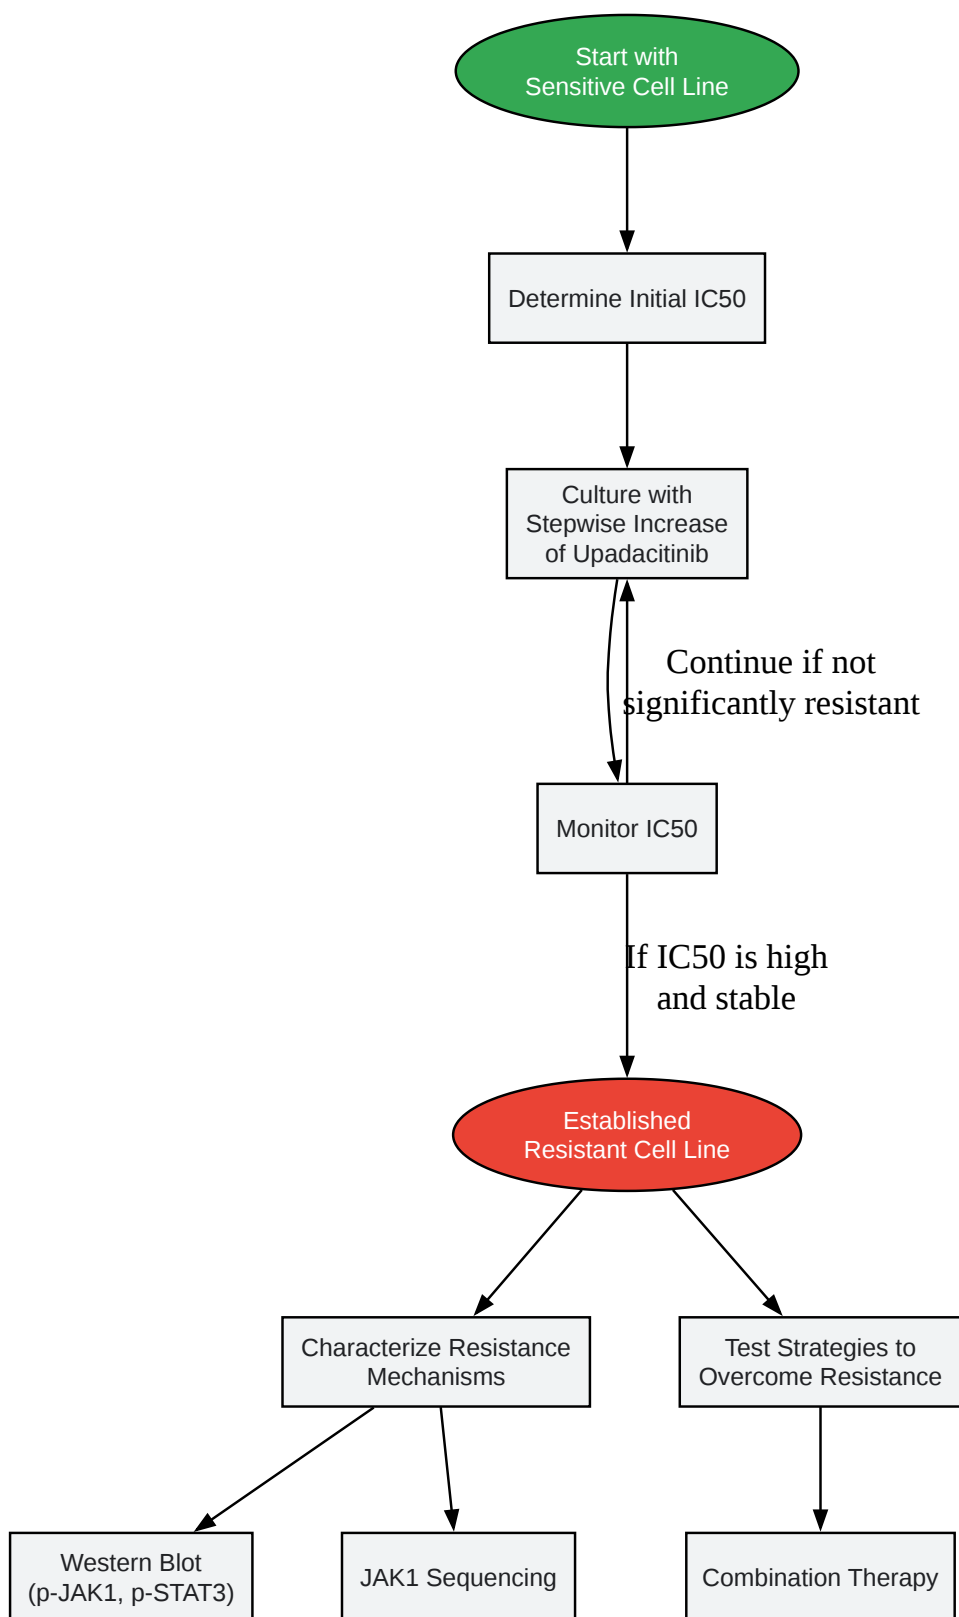 Start with
Sensitive Cell Line
Determine Initial IC50
Culture with
Stepwise Increase
of Upadacitinib
Continue if not
significantly resistant
Monitor IC50
If IC50 is high
and stable
Established
Resistant Cell Line
Characterize Resistance
Mechanisms
Test Strategies to
Overcome Resistance
Western Blot
(p-JAK1, p-STAT3)
JAK1 Sequencing
Combination Therapy